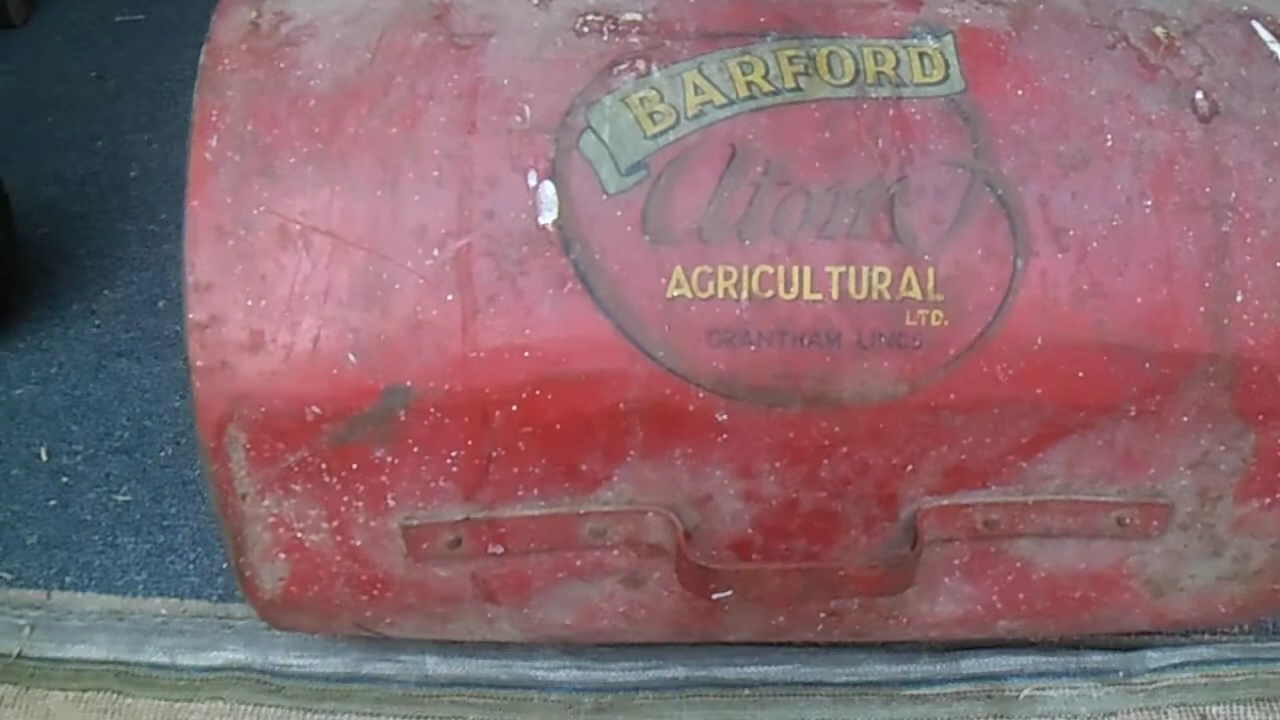 BARFORD
Atom
AGRICULTURAL
LTD.
GRANTHAM LINCS